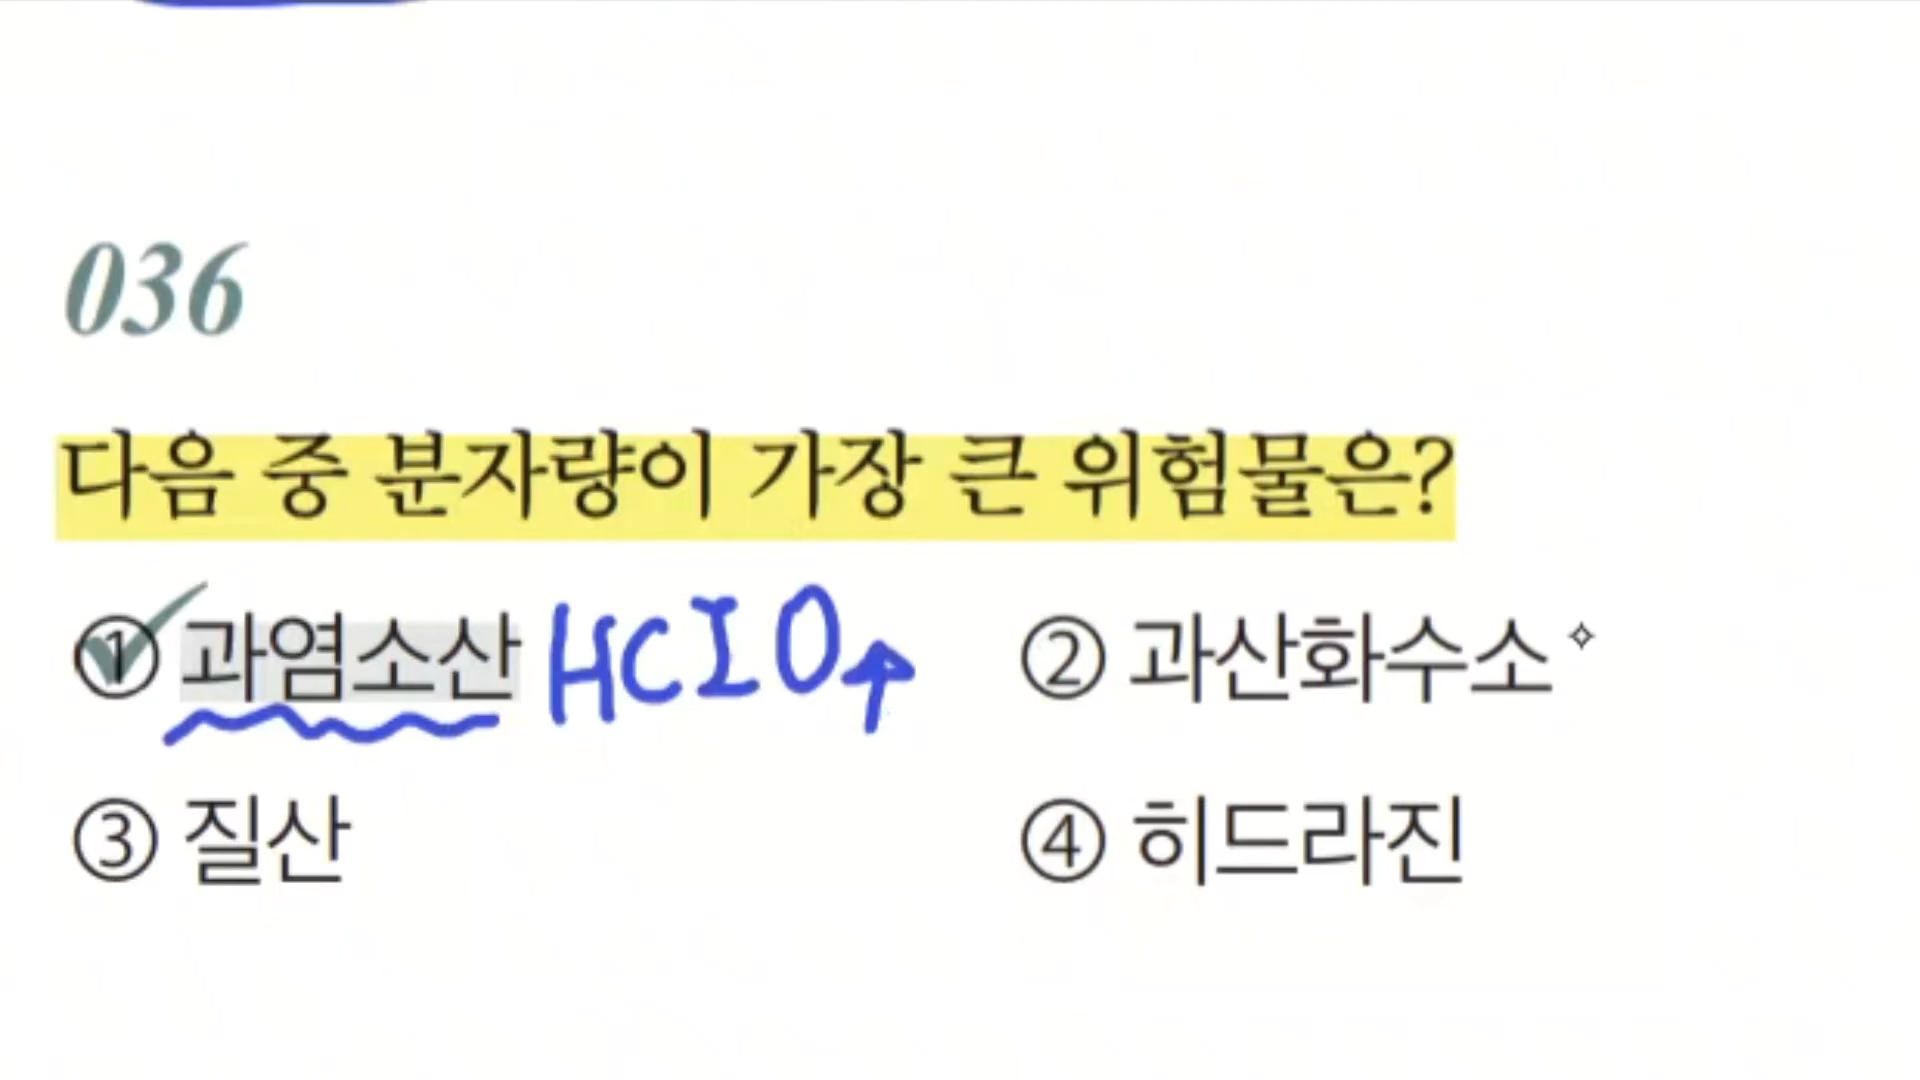 036
다음 중 분자량이 가장 큰 위험물은?
① 과염소산 HClO₄ ② 과산화수소
③ 질산 ④ 히드라진